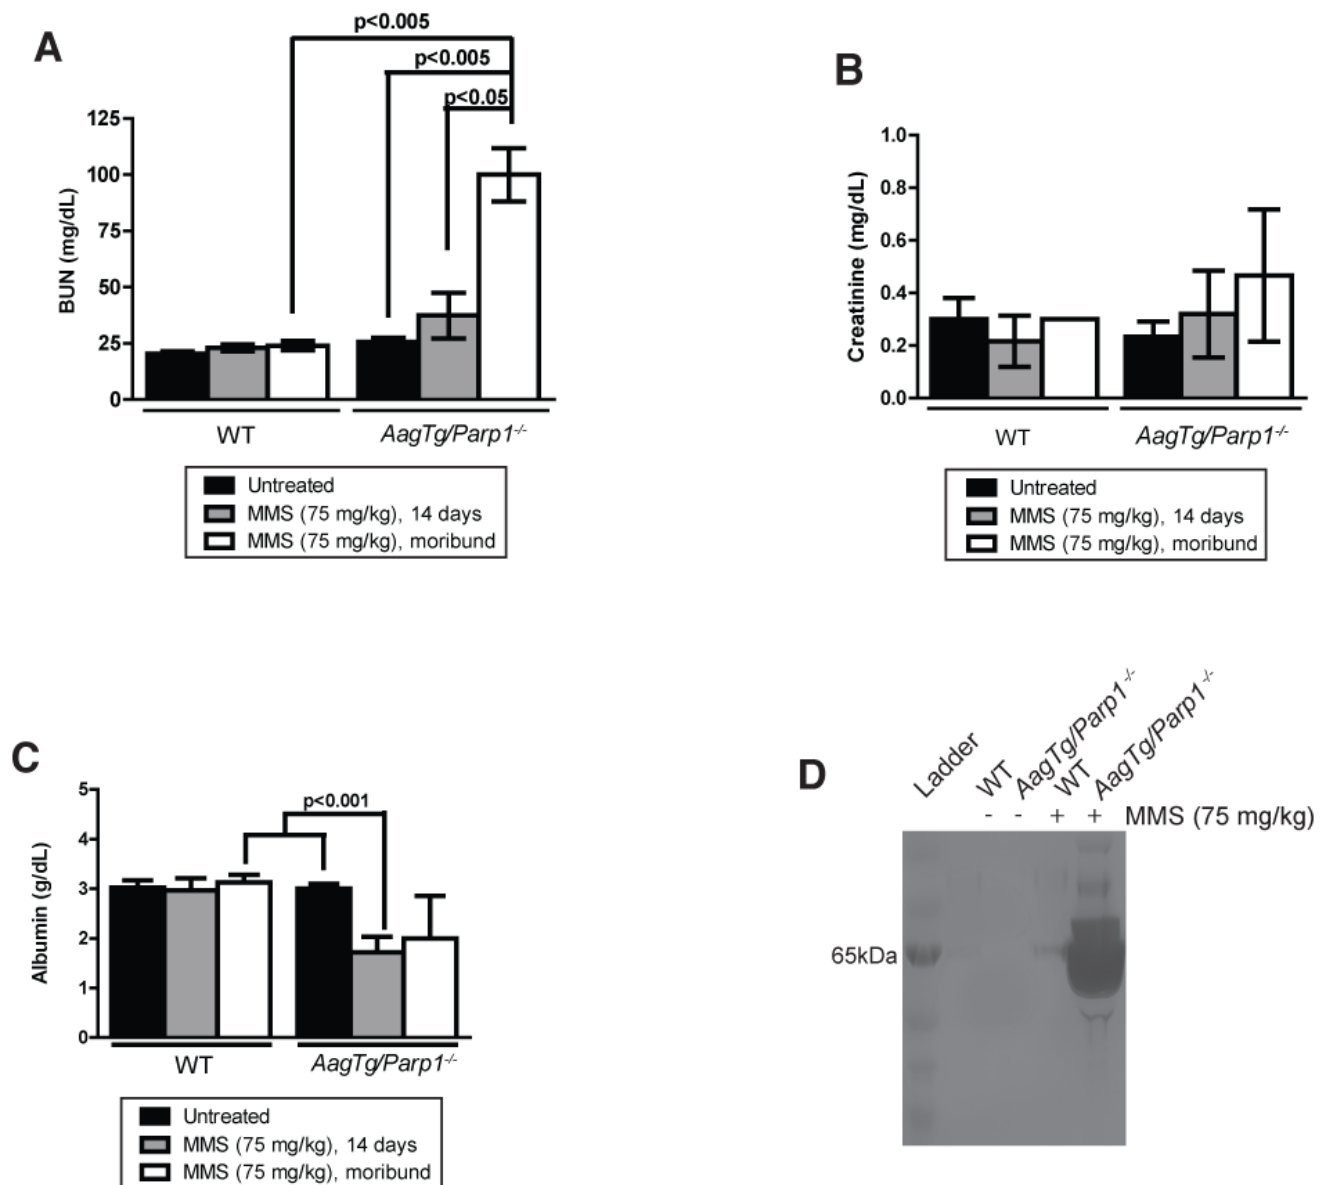 A
p<0.005
p<0.005
p<0.05
BUN (mg/dL)
125
100
75
50
25
0
WT
AagTg/Parp1-/-
Untreated
MMS (75 mg/kg), 14 days
MMS (75 mg/kg), moribund
B
Creatinine (mg/dL)
1.0
0.8
0.6
0.4
0.2
0.0
WT
AagTg/Parp1-/-
Untreated
MMS (75 mg/kg), 14 days
MMS (75 mg/kg), moribund
C
p<0.001
Albumin (g/dL)
5
4
3
2
1
0
WT
AagTg/Parp1-/-
Untreated
MMS (75 mg/kg), 14 days
MMS (75 mg/kg), moribund
D
Ladder
WT
AagTg/Parp1-/-
WT
AagTg/Parp1-/-
- - + + MMS (75 mg/kg)
65kDa